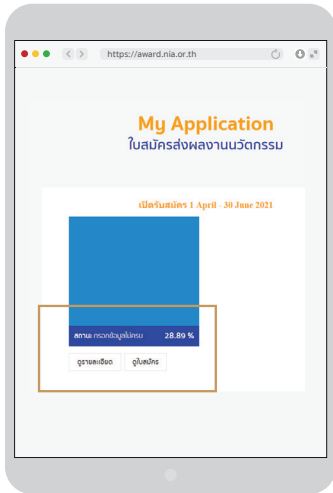 https://award.nia.or.th
My Application
ใบสมัครส่งผลงานนวัตกรรม
เปิดรับสมัคร 1 April - 30 June 2021
สถานะ กรอกข้อมูลไม่ครบ 28.89 %
ดูรายละเอียด ดูใบสมัคร